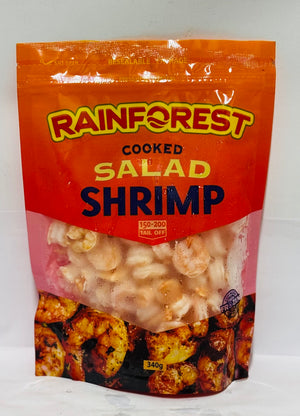 RAINFOREST
COOKED
SALAD
SHRIMP
150-200
TAIL OFF
340g